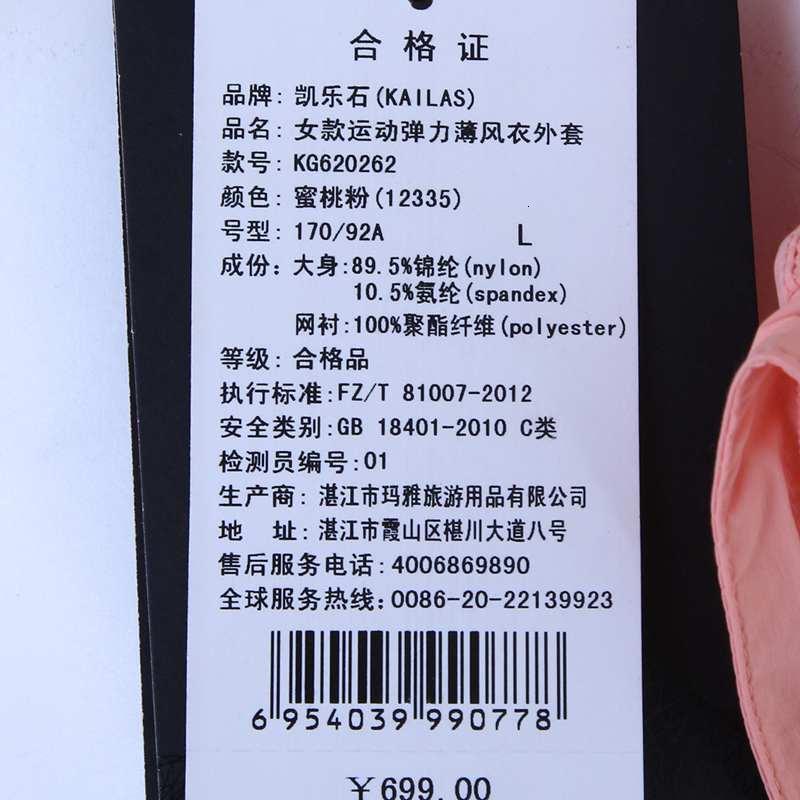 合格证
品牌: 凯乐石(KAILAS)
品名: 女款运动弹力薄风衣外套
款号: KG620262
颜色: 蜜桃粉(12335)
号型: 170/92A L
成份: 大身:89.5%锦纶(nylon)
10.5%氨纶(spandex)
网衬:100%聚酯纤维(polyester)
等级: 合格品
执行标准:FZ/T 81007-2012
安全类别:GB 18401-2010 C类
检测员编号:01
生产商: 湛江市玛雅旅游用品有限公司
地 址: 湛江市霞山区椹川大道八号
售后服务电话:4006869890
全球服务热线:0086-20-22139923
6 954039 990778
￥699.00